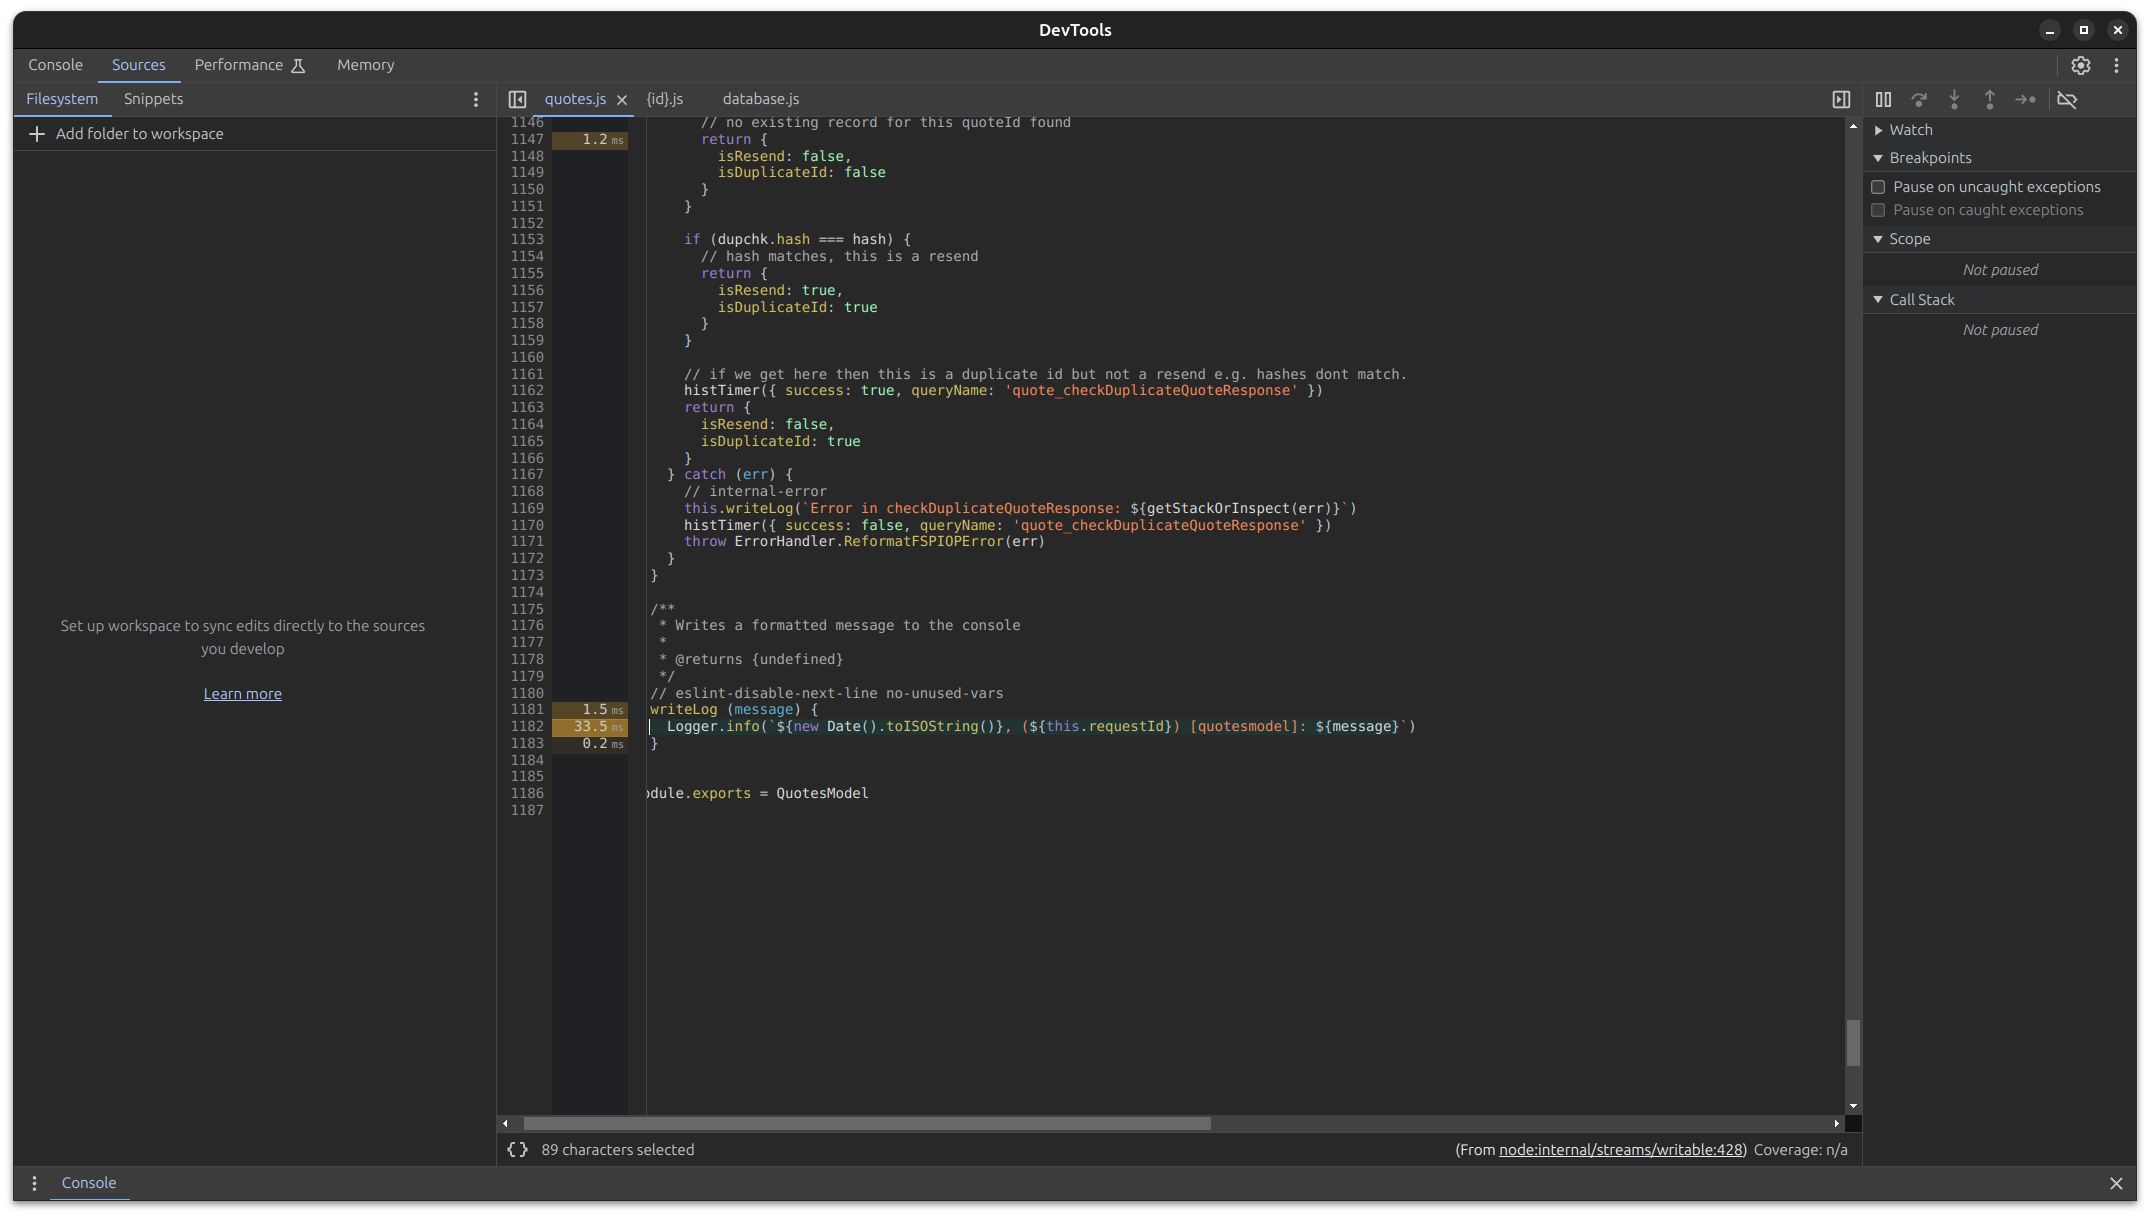 DevTools
Console Sources Performance Memory
Filesystem Snippets
quotes.js {id}.js database.js
Add folder to workspace
Set up workspace to sync edits directly to the sources
you develop
Learn more
1146 // no existing record for this quoteId found
1147 1.2 ms return {
1148 isResend: false,
1149 isDuplicateId: false
1150 }
1151 }
1152
1153 if (dupchk.hash === hash) {
1154 // hash matches, this is a resend
1155 return {
1156 isResend: true,
1157 isDuplicateId: true
1158 }
1159 }
1160
1161 // if we get here then this is a duplicate id but not a resend e.g. hashes dont match.
1162 histTimer({ success: true, queryName: 'quote_checkDuplicateQuoteResponse' })
1163 return {
1164 isResend: false,
1165 isDuplicateId: true
1166 }
1167 } catch (err) {
1168 // internal-error
1169 this.writeLog(`Error in checkDuplicateQuoteResponse: ${getStackOrInspect(err)}`)
1170 histTimer({ success: false, queryName: 'quote_checkDuplicateQuoteResponse' })
1171 throw ErrorHandler.ReformatFSPIOPError(err)
1172 }
1173 }
1174
1175 /**
1176 * Writes a formatted message to the console
1177 *
1178 * @returns {undefined}
1179 */
1180 // eslint-disable-next-line no-unused-vars
1181 1.5 ms writeLog (message) {
1182 33.5 ms Logger.info(`${new Date().toISOString()}, (${this.requestId}) [quotesmodel]: ${message}`)
1183 0.2 ms }
1184
1185
1186 odule.exports = QuotesModel
1187
{} 89 characters selected
(From node:internal/streams/writable:428) Coverage: n/a
Watch
Breakpoints
Pause on uncaught exceptions
Pause on caught exceptions
Scope
Not paused
Call Stack
Not paused
Console